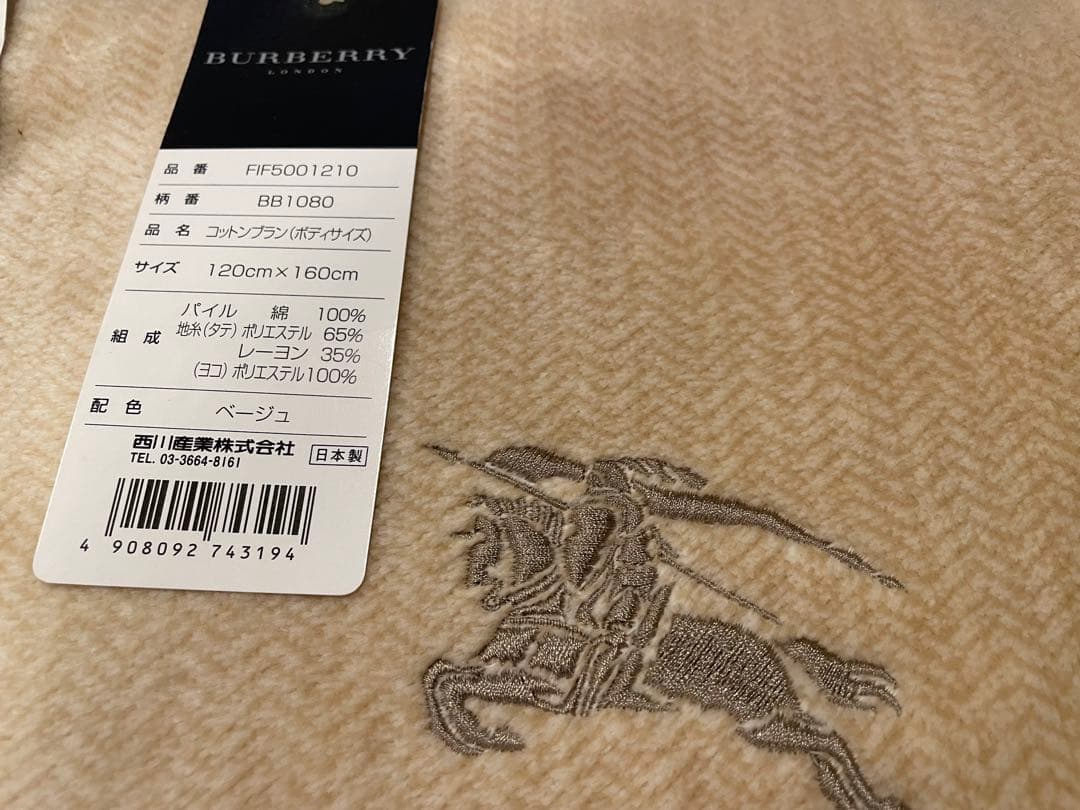 BURBERRY
LONDON
品番 FIF5001210
柄番 BB1080
品名 コットンブラン(ボディサイズ)
サイズ 120cm×160cm
組成 パイル 綿 100%
地糸(タテ) ポリエステル 65%
レーヨン 35%
(ヨコ) ポリエステル100%
配色 ベージュ
西川産業株式会社
TEL. 03-3664-8161 日本製
4 908092 743194